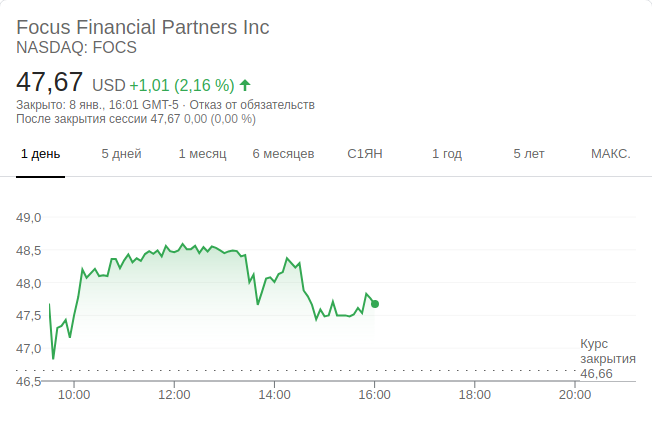 Focus Financial Partners Inc
NASDAQ: FOCS
47,67 USD +1,01 (2,16 %)
Закрыто: 8 янв., 16:01 GMT-5 · Отказ от обязательств
После закрытия сессии 47,67 0,00 (0,00 %)
1 день 5 дней 1 месяц 6 месяцев С1ЯН 1 год 5 лет МАКС.
49,0
48,5
48,0
47,5
47,0
46,5
Курс
закрытия
46,66
10:00 12:00 14:00 16:00 18:00 20:00